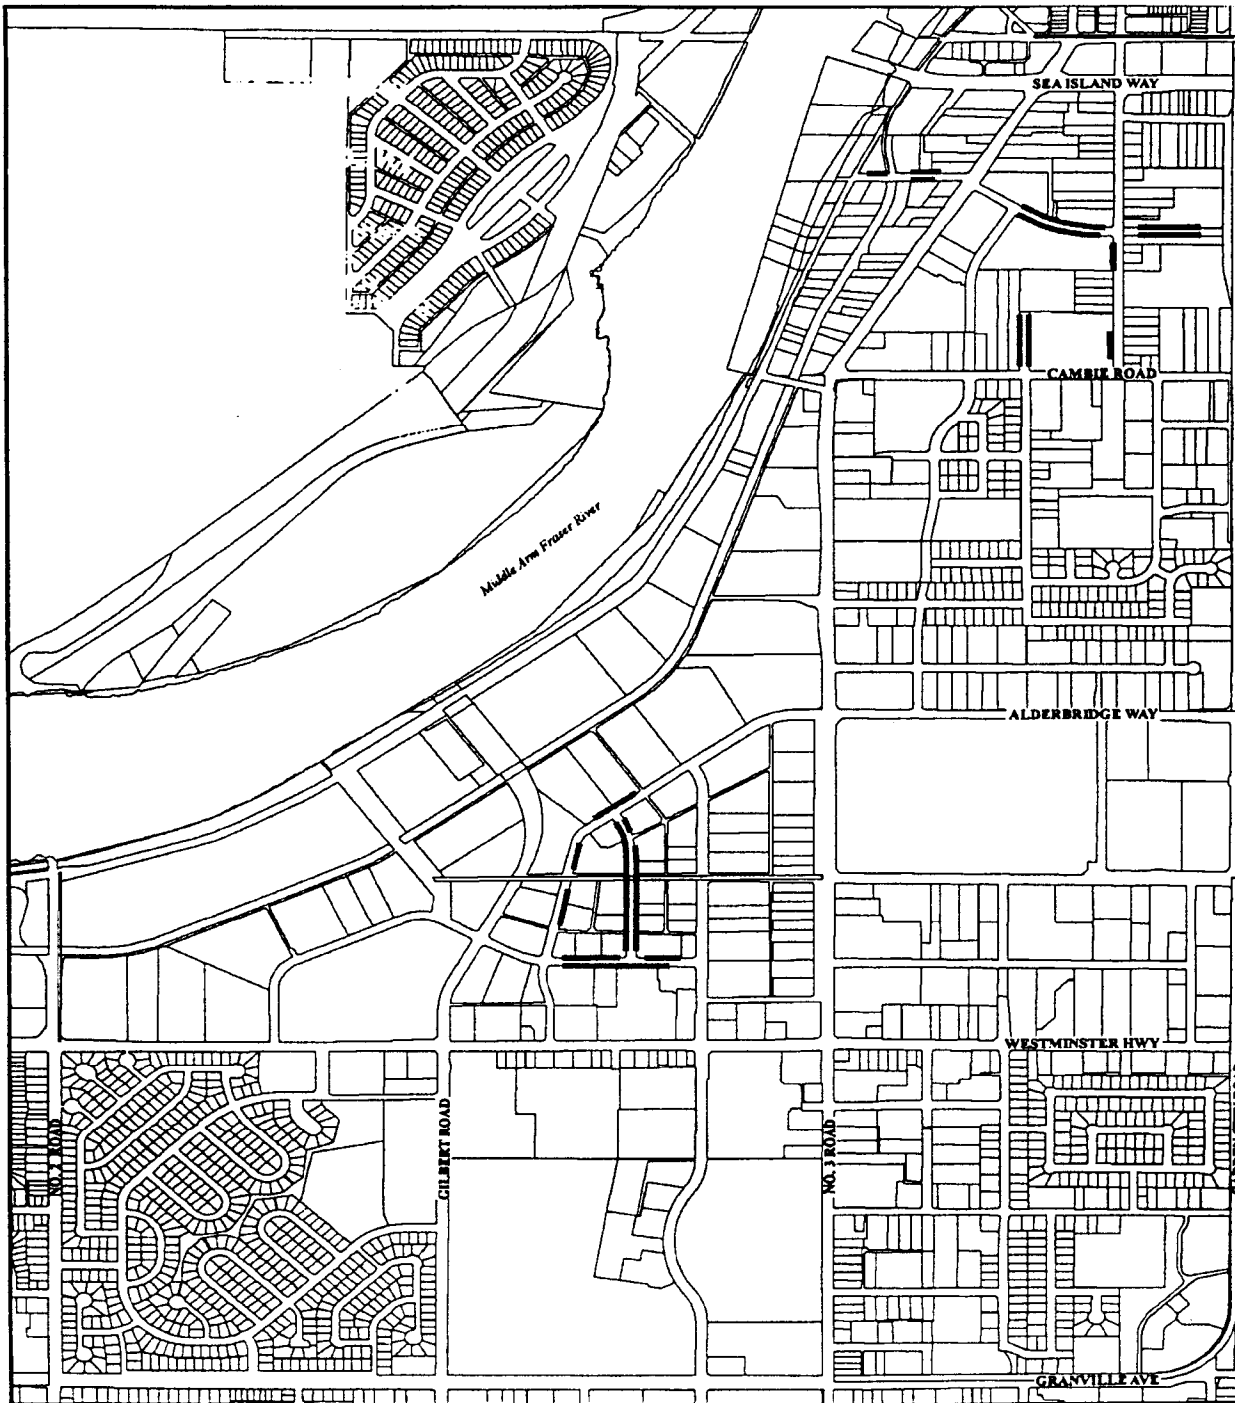 SEA ISLAND WAY
CAMBIE ROAD
Middle Arm Fraser River
ALDERBRIDGE WAY
WESTMINSTER HWY
NO. 2 ROAD
GILBERT ROAD
NO. 3 ROAD
GRANVILLE AVE